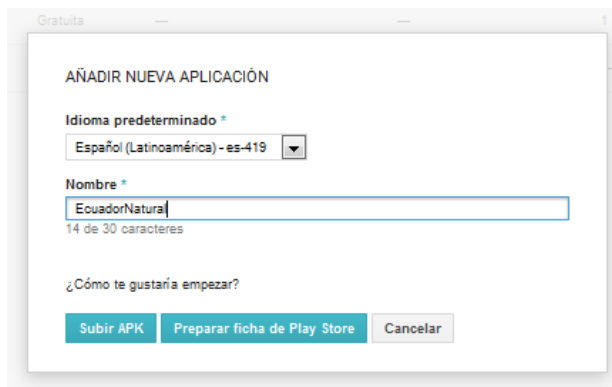 Gratuita — — 1
AÑADIR NUEVA APLICACIÓN
Idioma predeterminado *
Español (Latinoamérica) - es-419
Nombre *
EcuadorNatural
14 de 30 caracteres
¿Cómo te gustaría empezar?
Subir APK Preparar ficha de Play Store Cancelar